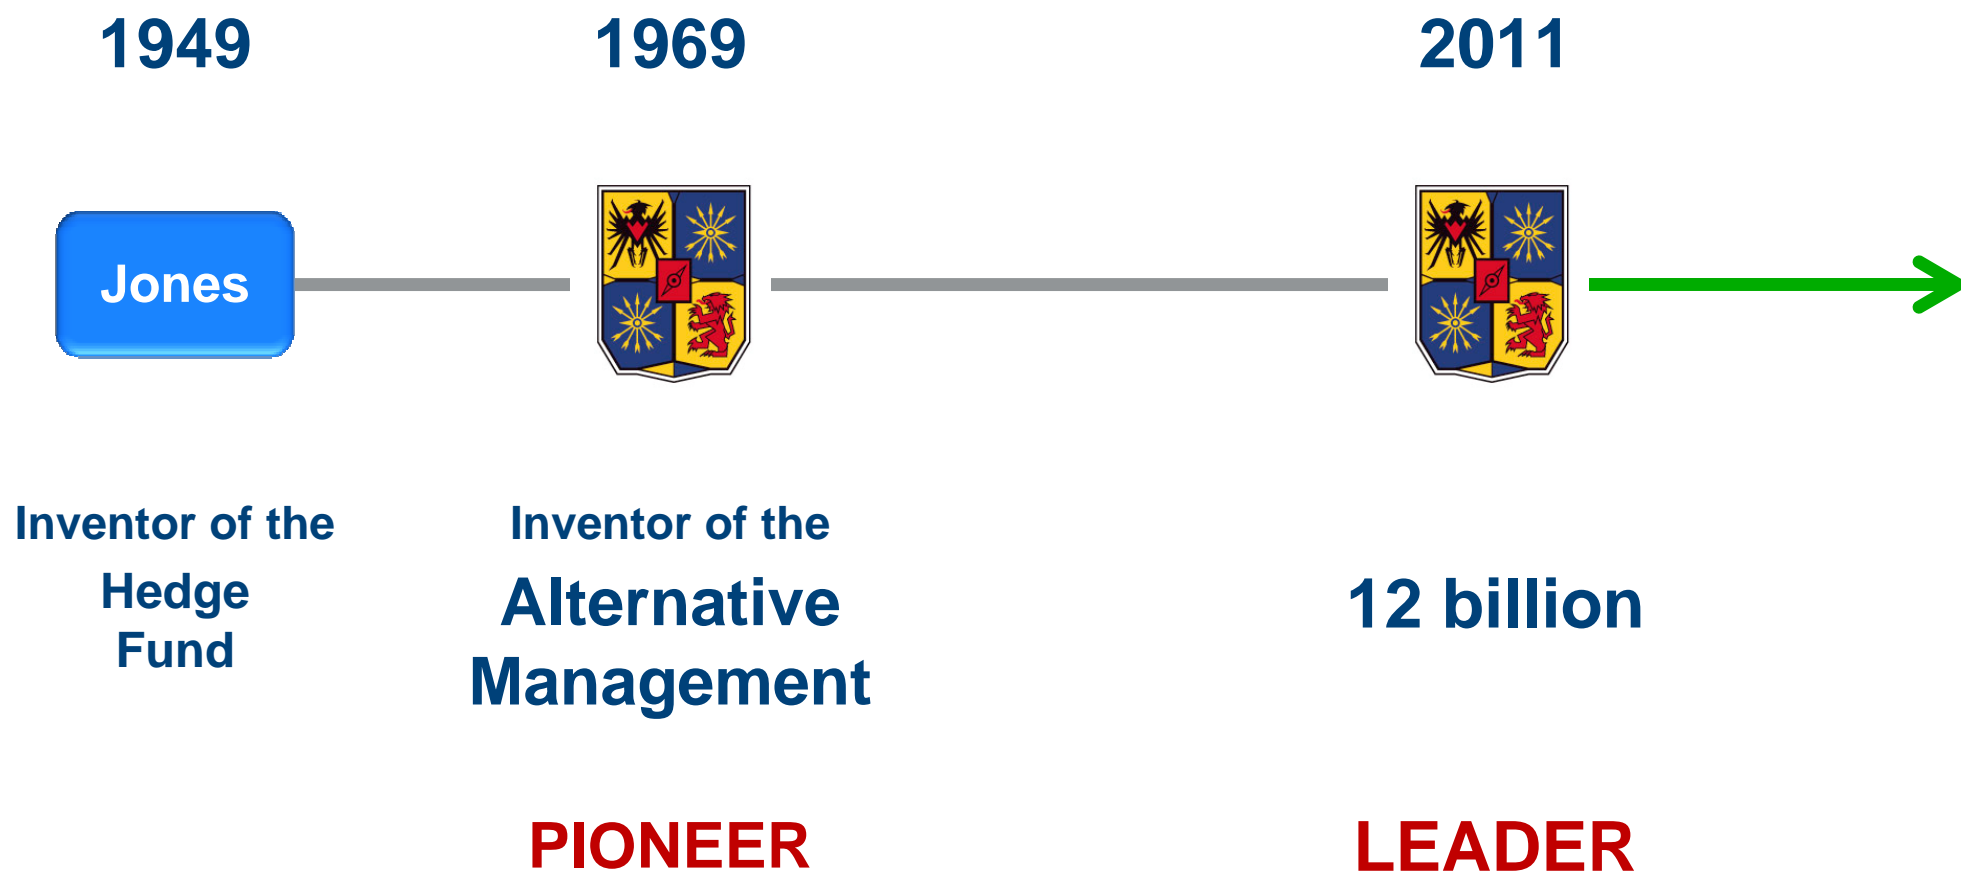 1949
1969
2011
Jones
Inventor of the
Hedge
Fund
Inventor of the
Alternative
Management
12 billion
PIONEER
LEADER